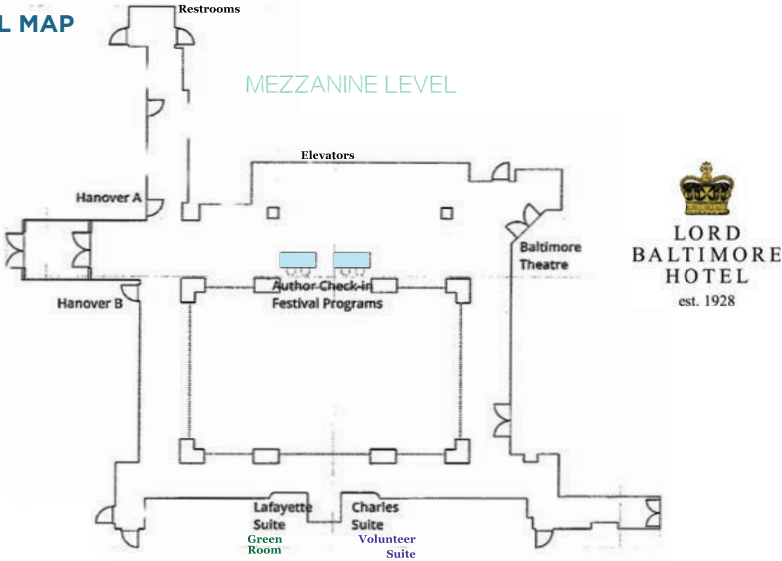 L MAP
Restrooms
MEZZANINE LEVEL
Elevators
Hanover A
Baltimore
Theatre
LORD
BALTIMORE
HOTEL
est. 1928
Hanover B
Author Check-in
Festival Programs
Lafayette
Suite
Green
Room
Charles
Suite
Volunteer
Suite